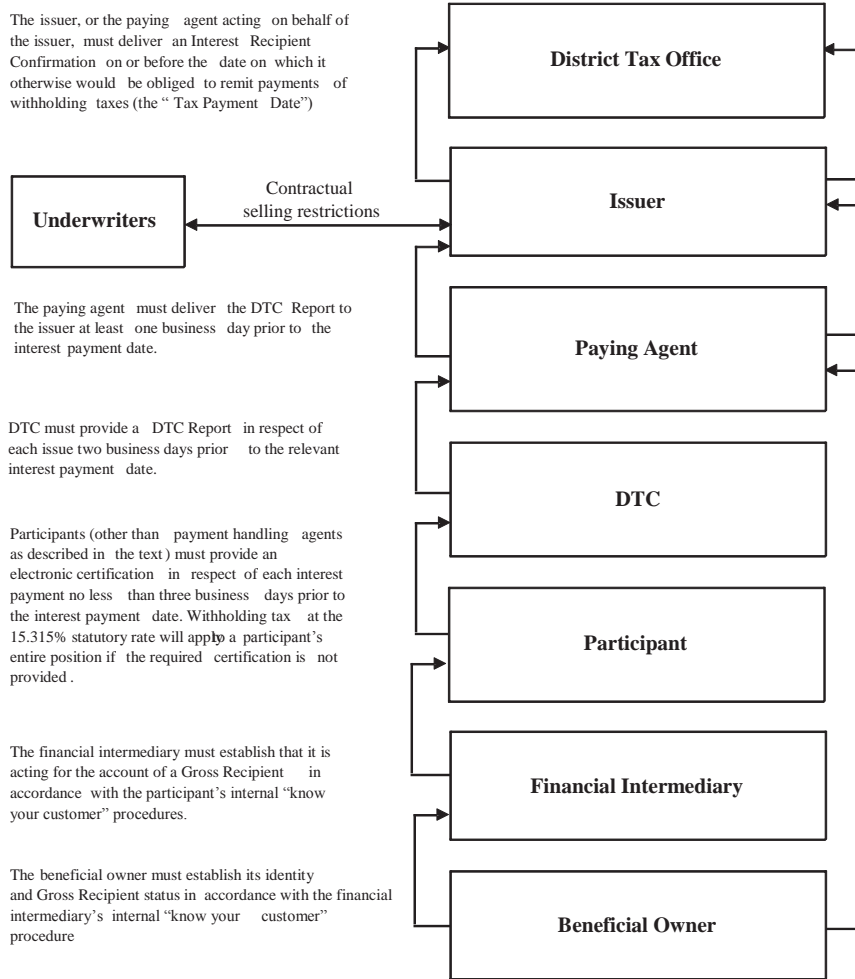 The issuer, or the paying agent acting on behalf of
the issuer, must deliver an Interest Recipient
Confirmation on or before the date on which it
otherwise would be obliged to remit payments of
withholding taxes (the “ Tax Payment Date”)
District Tax Office
Underwriters
Contractual
selling restrictions
Issuer
The paying agent must deliver the DTC Report to
the issuer at least one business day prior to the
interest payment date.
Paying Agent
DTC must provide a DTC Report in respect of
each issue two business days prior to the relevant
interest payment date.
DTC
Participants (other than payment handling agents
as described in the text ) must provide an
electronic certification in respect of each interest
payment no less than three business days prior to
the interest payment date. Withholding tax at the
15.315% statutory rate will apply to a participant’s
entire position if the required certification is not
provided .
Participant
The financial intermediary must establish that it is
acting for the account of a Gross Recipient in
accordance with the participant’s internal “know
your customer” procedures.
Financial Intermediary
The beneficial owner must establish its identity
and Gross Recipient status in accordance with the financial
intermediary’s internal “know your customer”
procedure
Beneficial Owner